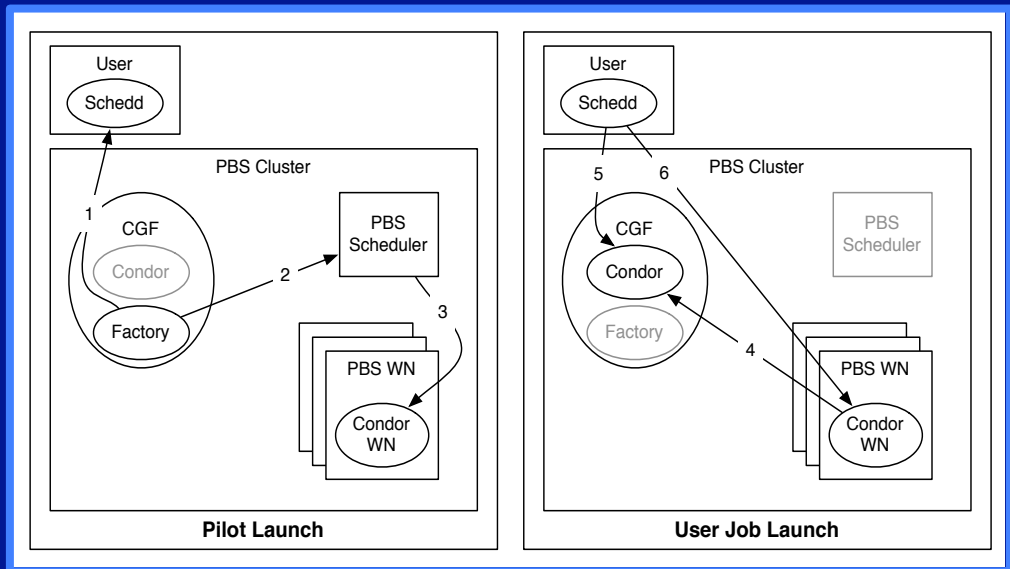 User
Schedd
PBS Cluster
1
CGF
Condor
Factory
2
PBS
Scheduler
3
PBS WN
Condor
WN
Pilot Launch
User
Schedd
5
6
PBS Cluster
CGF
Condor
Factory
PBS
Scheduler
4
PBS WN
Condor
WN
User Job Launch